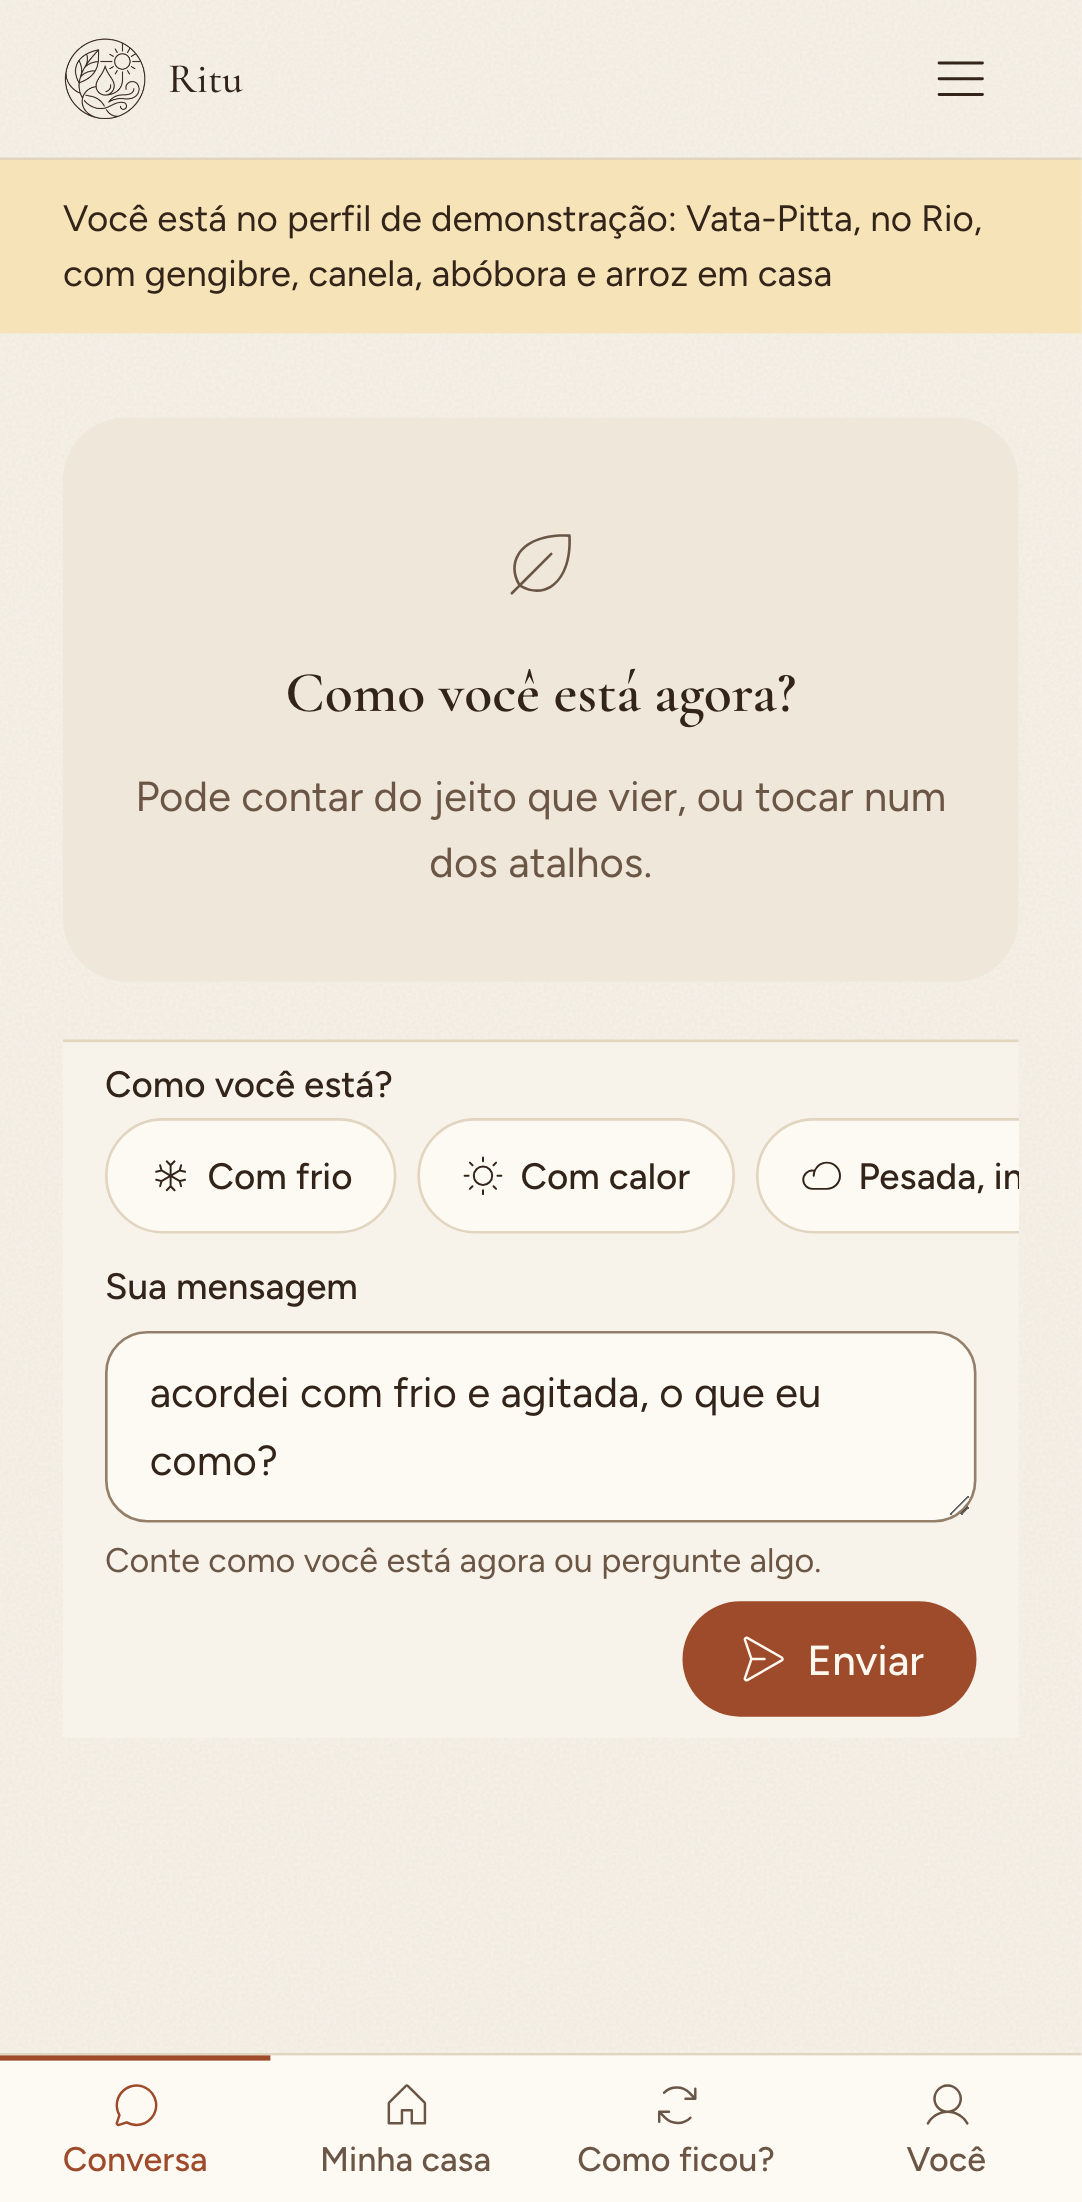 Ritu
Você está no perfil de demonstração: Vata-Pitta, no Rio,
com gengibre, canela, abóbora e arroz em casa
Como você está agora?
Pode contar do jeito que vier, ou tocar num
dos atalhos.
Como você está?
Com frio
Com calor
Pesada, in
Sua mensagem
acordei com frio e agitada, o que eu
como?
Conte como você está agora ou pergunte algo.
Enviar
Conversa
Minha casa
Como ficou?
Você